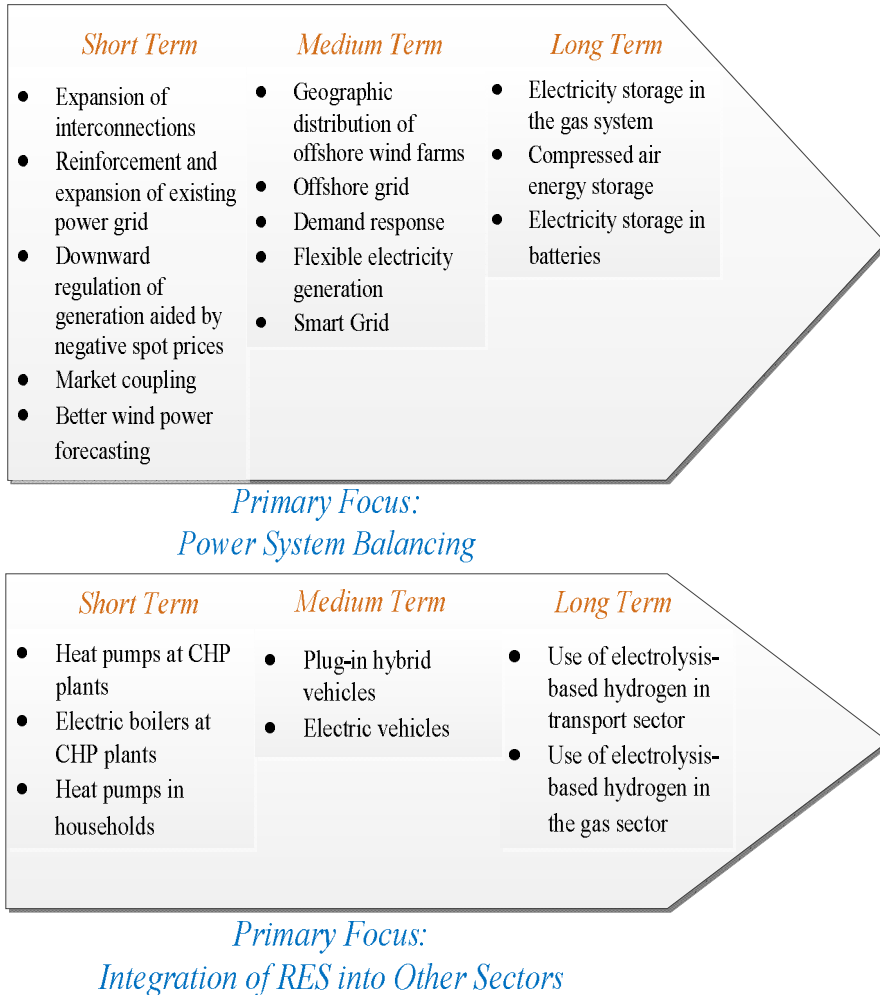 Short Term
• Expansion of
interconnections
• Reinforcement and
expansion of existing
power grid
• Downward
regulation of
generation aided by
negative spot prices
• Market coupling
• Better wind power
forecasting
Medium Term
• Geographic
distribution of
offshore wind farms
• Offshore grid
• Demand response
• Flexible electricity
generation
• Smart Grid
Long Term
• Electricity storage in
the gas system
• Compressed air
energy storage
• Electricity storage in
batteries
Primary Focus:
Power System Balancing
Short Term
• Heat pumps at CHP
plants
• Electric boilers at
CHP plants
• Heat pumps in
households
Medium Term
• Plug-in hybrid
vehicles
• Electric vehicles
Long Term
• Use of electrolysis-
based hydrogen in
transport sector
• Use of electrolysis-
based hydrogen in
the gas sector
Primary Focus:
Integration of RES into Other Sectors